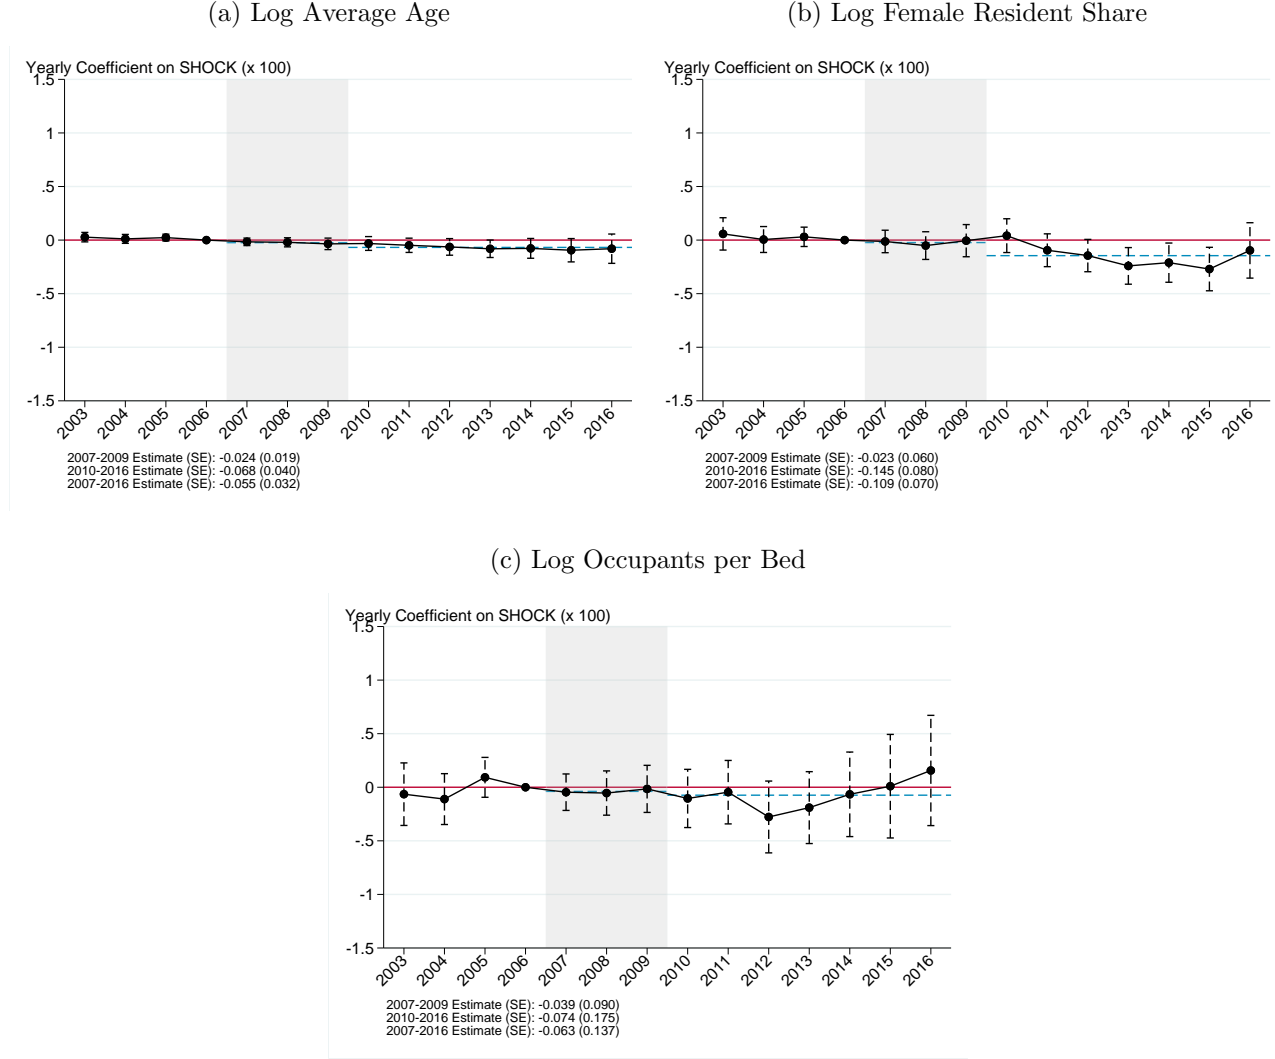 (a) Log Average Age
Yearly Coefficient on SHOCK (x 100)
1.5
1
.5
0
-.5
-1
-1.5
2003 2004 2005 2006 2007 2008 2009 2010 2011 2012 2013 2014 2015 2016
2007-2009 Estimate (SE): -0.024 (0.019)
2010-2016 Estimate (SE): -0.068 (0.040)
2007-2016 Estimate (SE): -0.055 (0.032)
(b) Log Female Resident Share
Yearly Coefficient on SHOCK (x 100)
1.5
1
.5
0
-.5
-1
-1.5
2003 2004 2005 2006 2007 2008 2009 2010 2011 2012 2013 2014 2015 2016
2007-2009 Estimate (SE): -0.023 (0.060)
2010-2016 Estimate (SE): -0.145 (0.080)
2007-2016 Estimate (SE): -0.109 (0.070)
(c) Log Occupants per Bed
Yearly Coefficient on SHOCK (x 100)
1.5
1
.5
0
-.5
-1
-1.5
2003 2004 2005 2006 2007 2008 2009 2010 2011 2012 2013 2014 2015 2016
2007-2009 Estimate (SE): -0.039 (0.090)
2010-2016 Estimate (SE): -0.074 (0.175)
2007-2016 Estimate (SE): -0.063 (0.137)